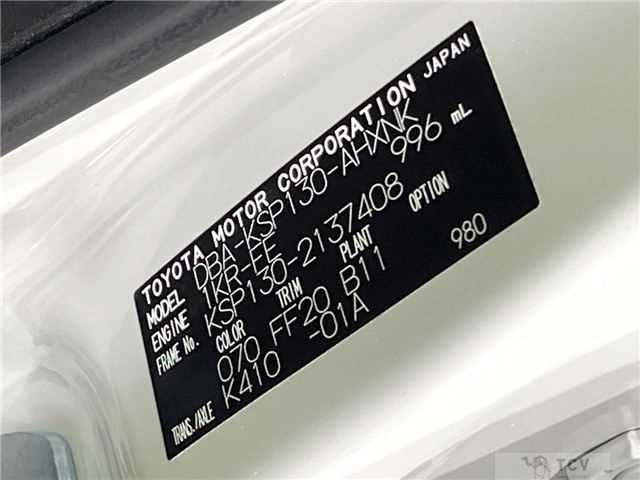 TOYOTA MOTOR CORPORATION JAPAN
MODEL DBA-KSP130-AHXNK
ENGINE 1KR-FE 996 mL
FRAME No. KSP130-2137408
COLOR TRIM PLANT OPTION
070 FF20 B11 980
TRANS./AXLE K410 -01A
TCV